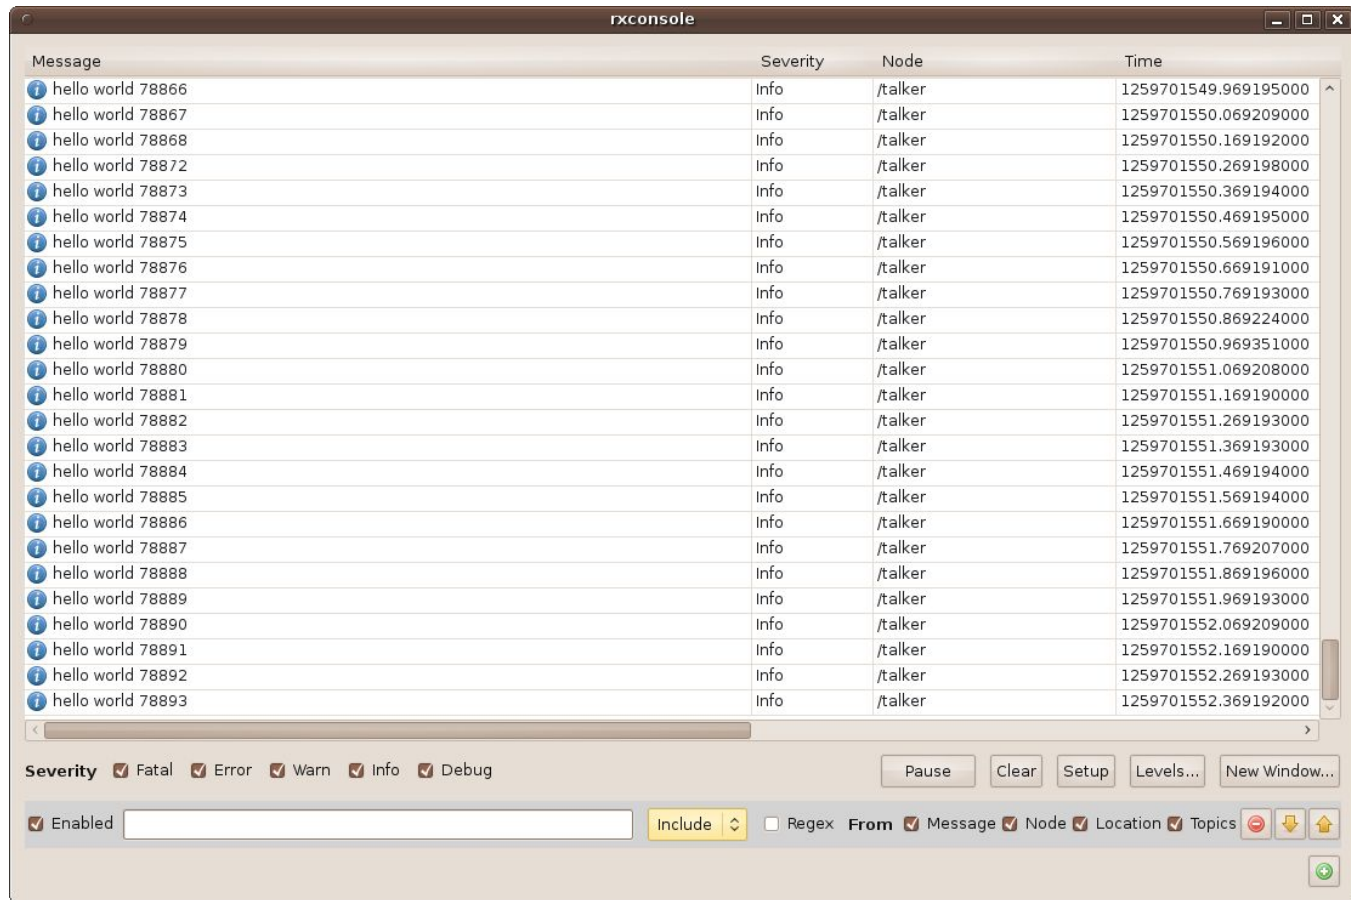 rxconsole
Message Severity Node Time
hello world 78866 Info /talker 1259701549.969195000
hello world 78867 Info /talker 1259701550.069209000
hello world 78868 Info /talker 1259701550.169192000
hello world 78872 Info /talker 1259701550.269198000
hello world 78873 Info /talker 1259701550.369194000
hello world 78874 Info /talker 1259701550.469195000
hello world 78875 Info /talker 1259701550.569196000
hello world 78876 Info /talker 1259701550.669191000
hello world 78877 Info /talker 1259701550.769193000
hello world 78878 Info /talker 1259701550.869224000
hello world 78879 Info /talker 1259701550.969351000
hello world 78880 Info /talker 1259701551.069208000
hello world 78881 Info /talker 1259701551.169190000
hello world 78882 Info /talker 1259701551.269193000
hello world 78883 Info /talker 1259701551.369193000
hello world 78884 Info /talker 1259701551.469194000
hello world 78885 Info /talker 1259701551.569194000
hello world 78886 Info /talker 1259701551.669190000
hello world 78887 Info /talker 1259701551.769207000
hello world 78888 Info /talker 1259701551.869196000
hello world 78889 Info /talker 1259701551.969193000
hello world 78890 Info /talker 1259701552.069209000
hello world 78891 Info /talker 1259701552.169190000
hello world 78892 Info /talker 1259701552.269193000
hello world 78893 Info /talker 1259701552.369192000
Severity Fatal Error Warn Info Debug Pause Clear Setup Levels... New Window...
Enabled Include Regex From Message Node Location Topics